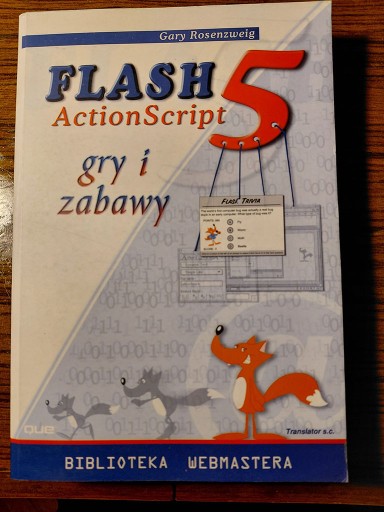 Gary Rosenzweig
FLASH 5
ActionScript
gry i
zabawy
FLASH TRIVIA
que
Translator s.c.
BIBLIOTEKA WEBMASTERA